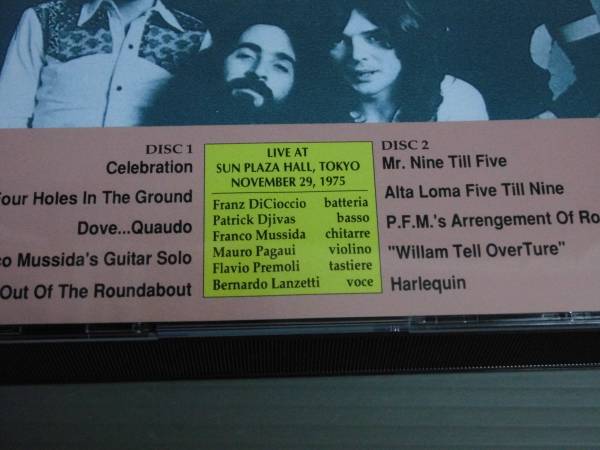 DISC 1
Celebration
Four Holes In The Ground
Dove...Quaudo
Mussida's Guitar Solo
Out Of The Roundabout
LIVE AT
SUN PLAZA HALL, TOKYO
NOVEMBER 29, 1975
Franz DiCioccio batteria
Patrick Djivas basso
Franco Mussida chitarre
Mauro Pagaui violino
Flavio Premoli tastiere
Bernardo Lanzetti voce
DISC 2
Mr. Nine Till Five
Alta Loma Five Till Nine
P.F.M.'s Arrengement Of
"Willam Tell OverTure"
Harlequin